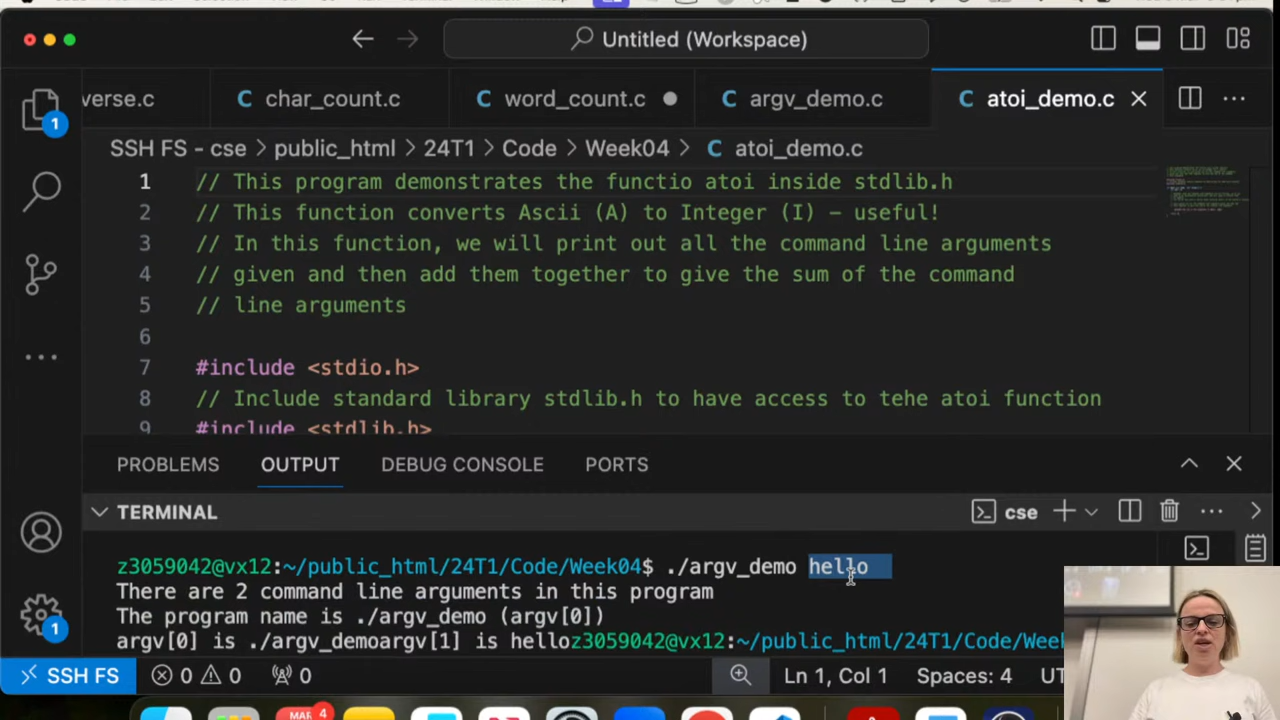 Untitled (Workspace)
verse.c
char_count.c
word_count.c
argv_demo.c
atoi_demo.c
SSH FS - cse > public_html > 24T1 > Code > Week04 > C atoi_demo.c
1 // This program demonstrates the functio atoi inside stdlib.h
2 // This function converts Ascii (A) to Integer (I) – useful!
3 // In this function, we will print out all the command line arguments
4 // given and then add them together to give the sum of the command
5 // line arguments
6
7 #include <stdio.h>
8 // Include standard library stdlib.h to have access to tehe atoi function
9 #include <stdlib.h>
PROBLEMS OUTPUT DEBUG CONSOLE PORTS
TERMINAL
cse
z3059042@vx12:~/public_html/24T1/Code/Week04$ ./argv_demo hello
There are 2 command line arguments in this program
The program name is ./argv_demo (argv[0])
argv[0] is ./argv_demoargv[1] is helloz3059042@vx12:~/public_html/24T1/Code/Week
1
1
SSH FS 0 0 0 Ln 1, Col 1 Spaces: 4 UT
MAR 4